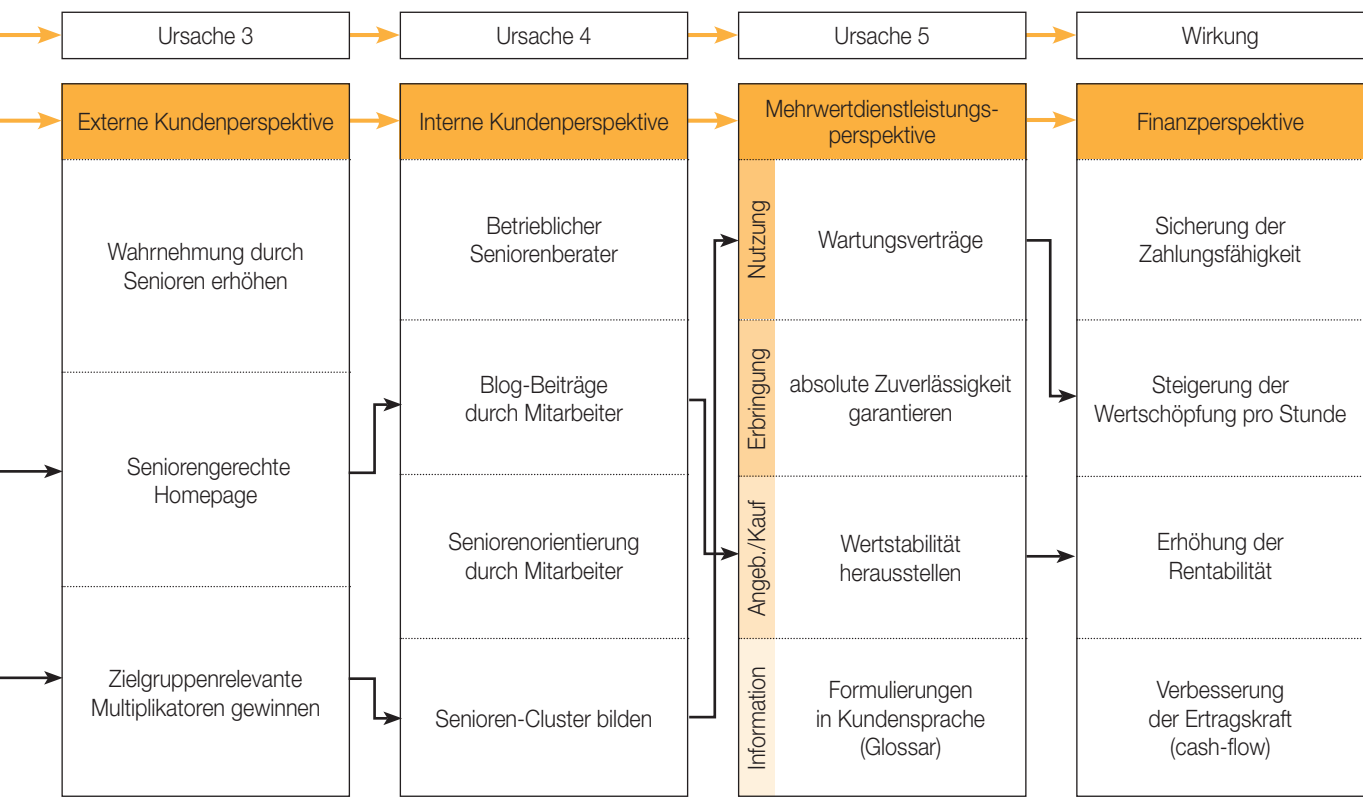 Ursache 3
Ursache 4
Ursache 5
Wirkung
Externe Kundenperspektive
Interne Kundenperspektive
Mehrwertdienstleistungs-
perspektive
Finanzperspektive
Wahrnehmung durch
Senioren erhöhen
Seniorengerechte
Homepage
Zielgruppenrelevante
Multiplikatoren gewinnen
Betrieblicher
Seniorenberater
Blog-Beiträge
durch Mitarbeiter
Seniorenorientierung
durch Mitarbeiter
Senioren-Cluster bilden
Nutzung
Wartungsverträge
Erbringung
absolute Zuverlässigkeit
garantieren
Angeb./Kauf
Wertstabilität
herausstellen
Information
Formulierungen
in Kundensprache
(Glossar)
Sicherung der
Zahlungsfähigkeit
Steigerung der
Wertschöpfung pro Stunde
Erhöhung der
Rentabilität
Verbesserung
der Ertragskraft
(cash-flow)